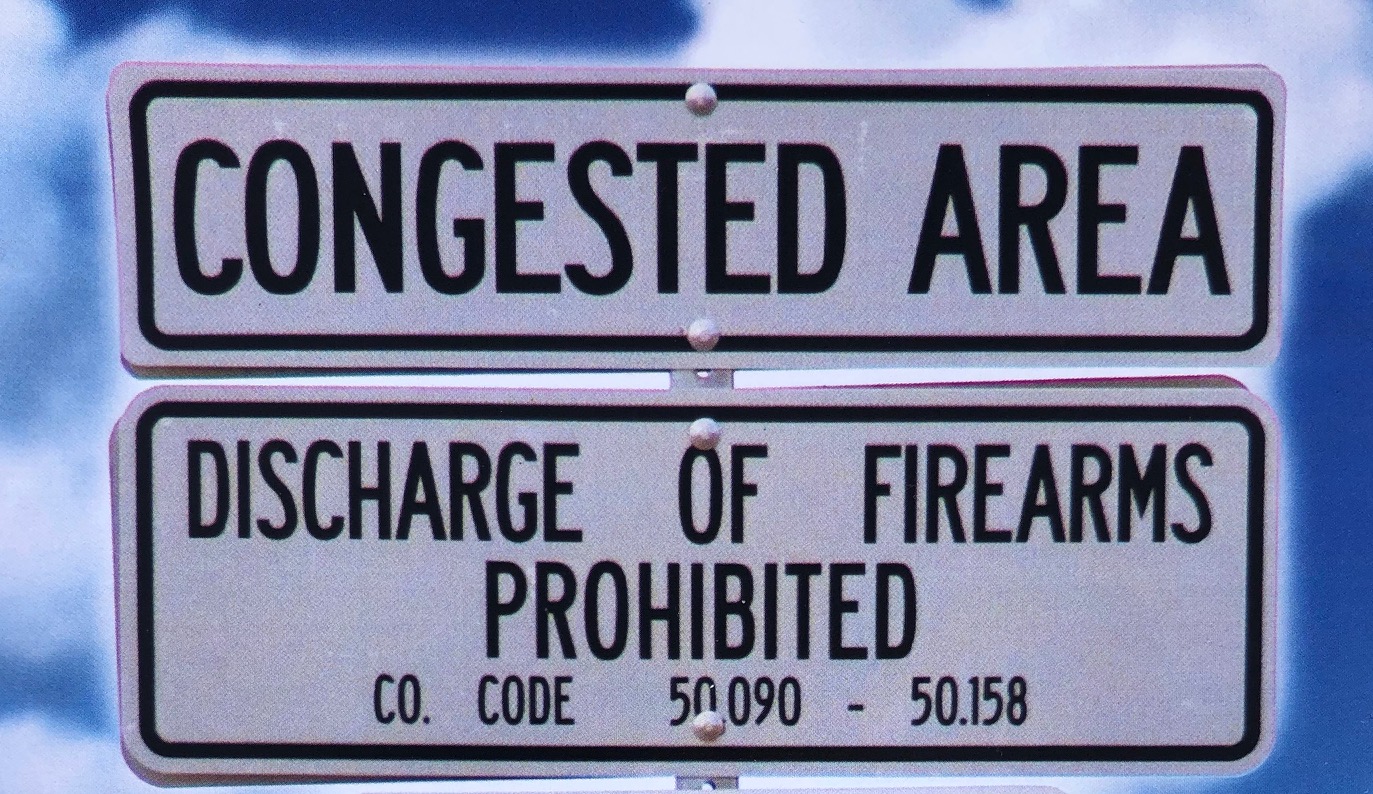 CONGESTED AREA
DISCHARGE OF FIREARMS
PROHIBITED
CO. CODE 50.090 - 50.158